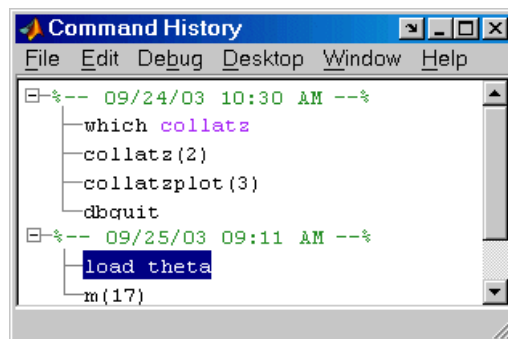 Command History
File Edit Debug Desktop Window Help
%-- 09/24/03 10:30 AM --%
which collatz
collatz(2)
collatzplot(3)
dbquit
%-- 09/25/03 09:11 AM --%
load theta
m(17)